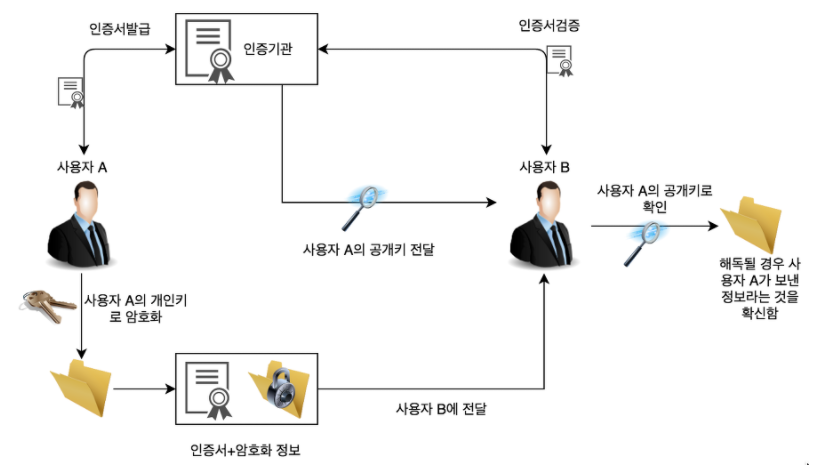 인증서발급
인증기관
인증서검증
사용자 A
사용자 B
사용자 A의 공개키로
확인
사용자 A의 공개키 전달
해독될 경우 사
용자 A가 보낸
정보라는 것을
확신함
사용자 A의 개인키
로 암호화
사용자 B에 전달
인증서+암호화 정보